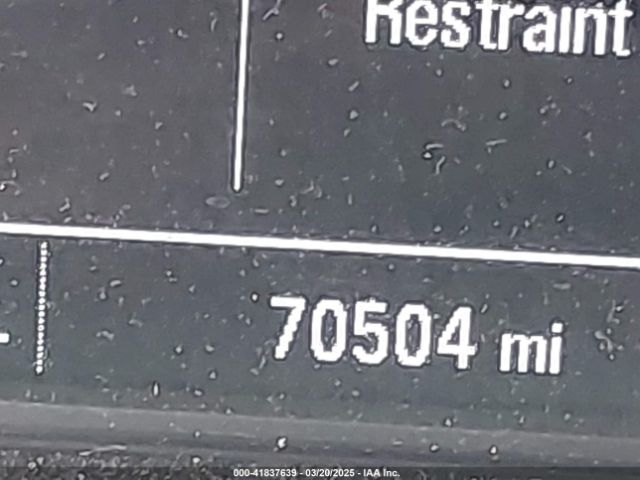 Restraint
70504 mi
000-41837639 - 03/20/2025 - IAA Inc.